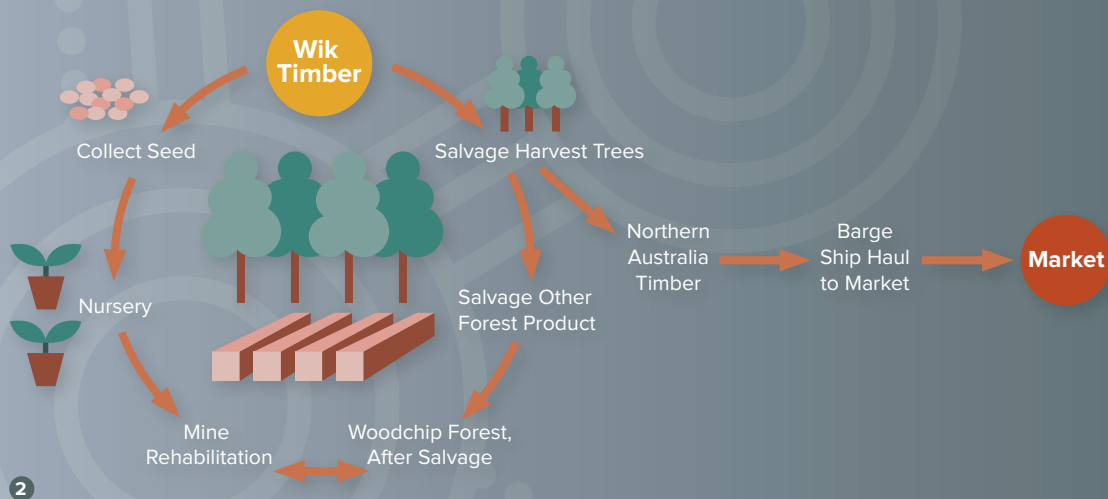 Wik
Timber
Collect Seed
Salvage Harvest Trees
Northern
Australia
Timber
Barge
Ship Haul
to Market
Market
Nursery
Salvage Other
Forest Product
Mine
Rehabilitation
Woodchip Forest,
After Salvage
2